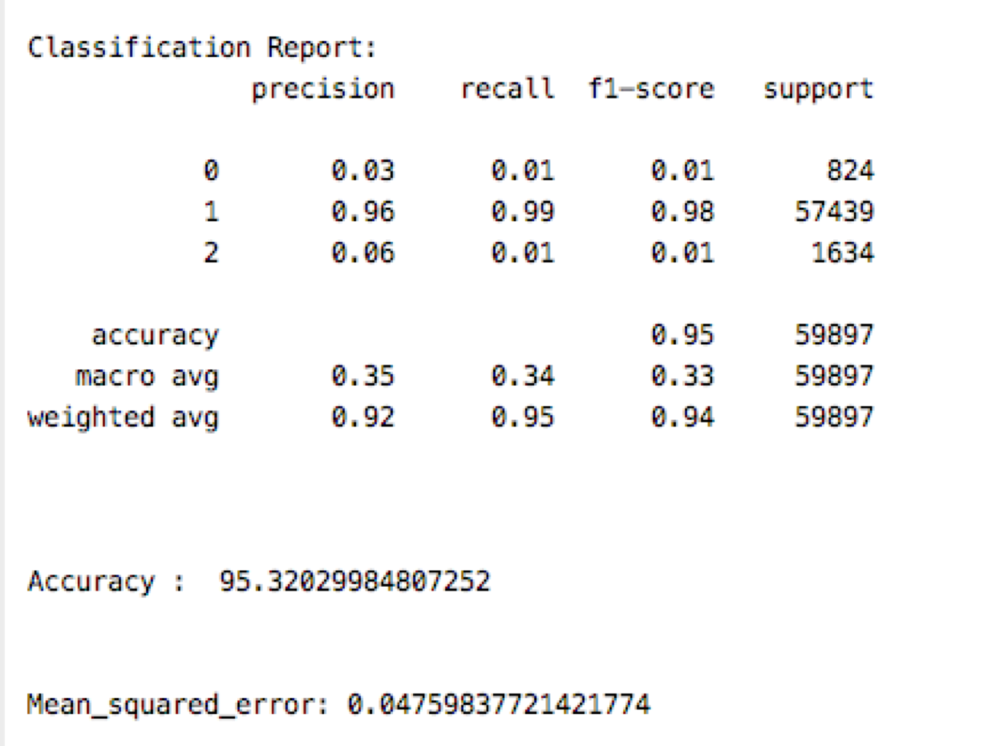 Classification Report:
precision recall f1-score support
0 0.03 0.01 0.01 824
1 0.96 0.99 0.98 57439
2 0.06 0.01 0.01 1634
accuracy 0.95 59897
macro avg 0.35 0.34 0.33 59897
weighted avg 0.92 0.95 0.94 59897
Accuracy : 95.32029984807252
Mean_squared_error: 0.04759837721421774